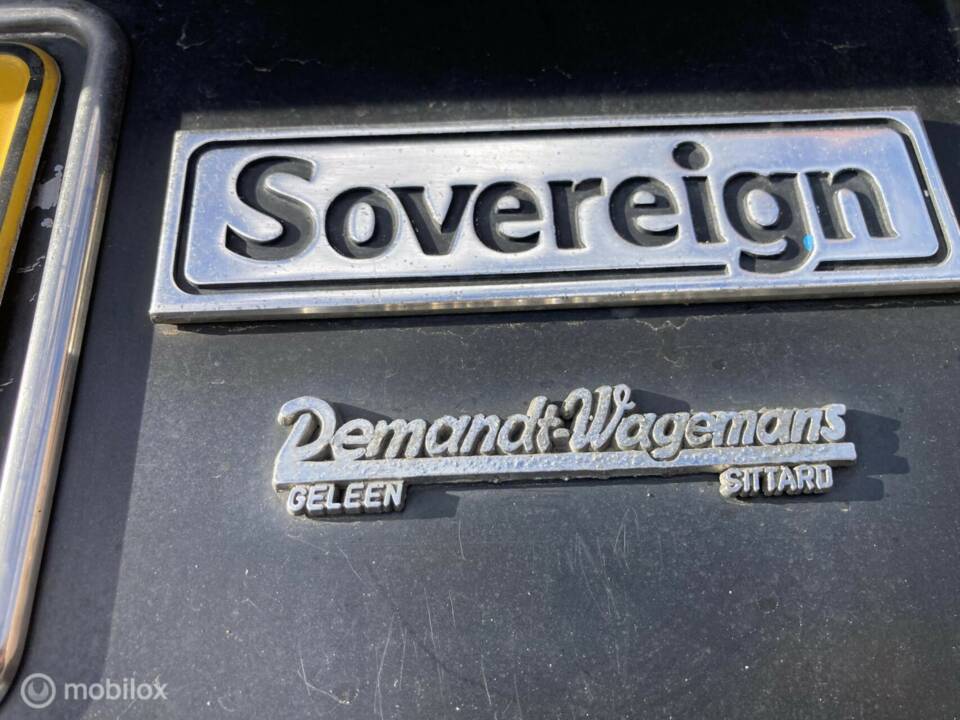 Sovereign
Demandt-Wagemans
GELEEN SITTARD
mobilox